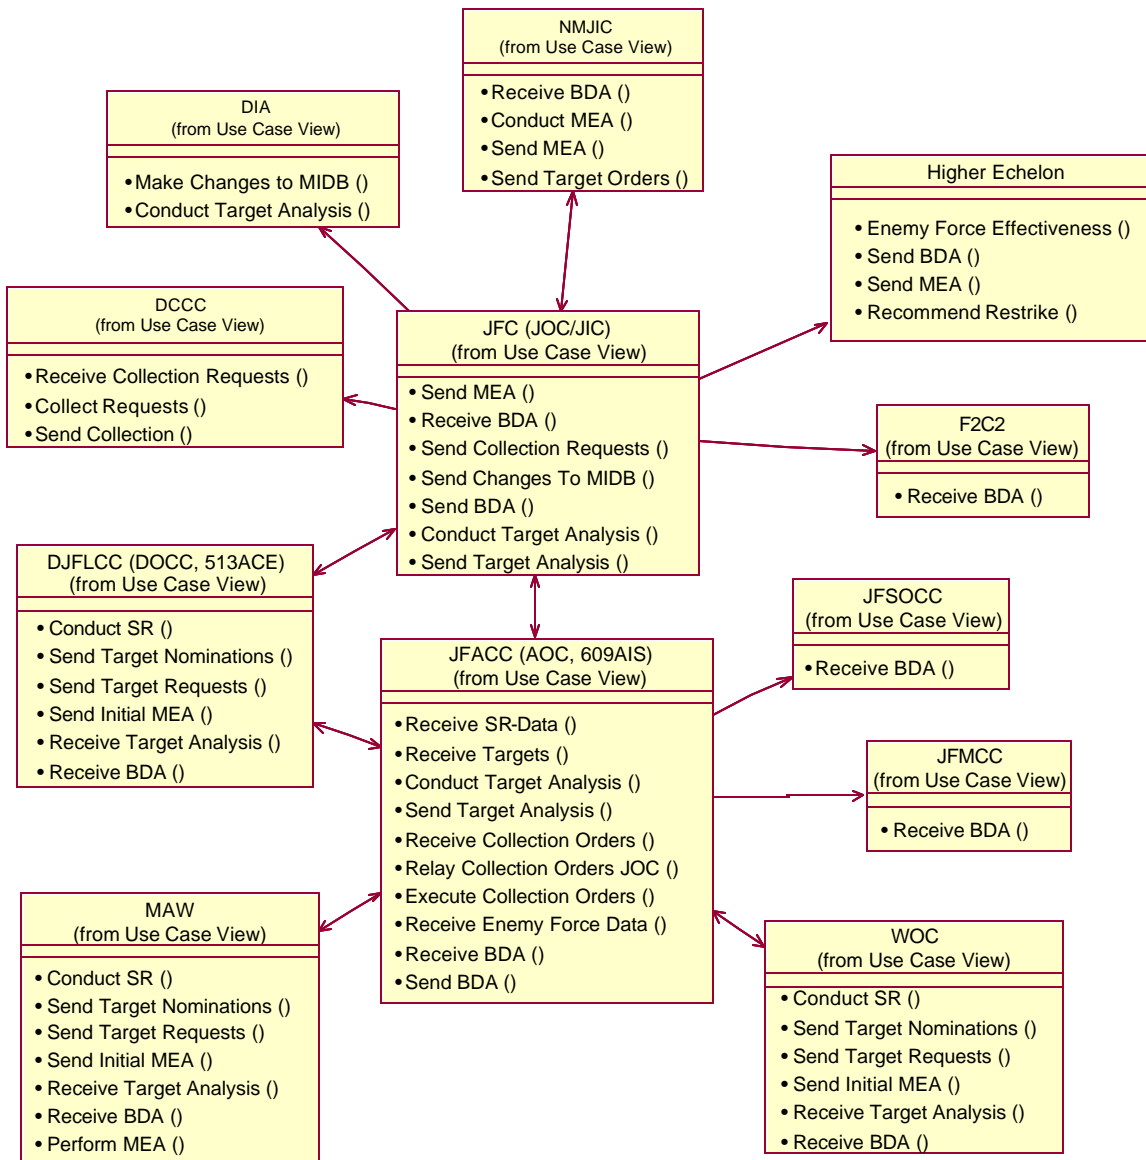 NMJIC
(from Use Case View)
• Receive BDA ()
• Conduct MEA ()
• Send MEA ()
• Send Target Orders ()
DIA
(from Use Case View)
• Make Changes to MIDB ()
• Conduct Target Analysis ()
Higher Echelon
• Enemy Force Effectiveness ()
• Send BDA ()
• Send MEA ()
• Recommend Restrike ()
DCCC
(from Use Case View)
• Receive Collection Requests ()
• Collect Requests ()
• Send Collection ()
JFC (JOC/JIC)
(from Use Case View)
• Send MEA ()
• Receive BDA ()
• Send Collection Requests ()
• Send Changes To MIDB ()
• Send BDA ()
• Conduct Target Analysis ()
• Send Target Analysis ()
F2C2
(from Use Case View)
• Receive BDA ()
DJFLCC (DOCC, 513ACE)
(from Use Case View)
• Conduct SR ()
• Send Target Nominations ()
• Send Target Requests ()
• Send Initial MEA ()
• Receive Target Analysis ()
• Receive BDA ()
JFSOCC
(from Use Case View)
• Receive BDA ()
JFACC (AOC, 609AIS)
(from Use Case View)
• Receive SR-Data ()
• Receive Targets ()
• Conduct Target Analysis ()
• Send Target Analysis ()
• Receive Collection Orders ()
• Relay Collection Orders JOC ()
• Execute Collection Orders ()
• Receive Enemy Force Data ()
• Receive BDA ()
• Send BDA ()
JFMCC
(from Use Case View)
• Receive BDA ()
MAW
(from Use Case View)
• Conduct SR ()
• Send Target Nominations ()
• Send Target Requests ()
• Send Initial MEA ()
• Receive Target Analysis ()
• Receive BDA ()
• Perform MEA ()
WOC
(from Use Case View)
• Conduct SR ()
• Send Target Nominations ()
• Send Target Requests ()
• Send Initial MEA ()
• Receive Target Analysis ()
• Receive BDA ()